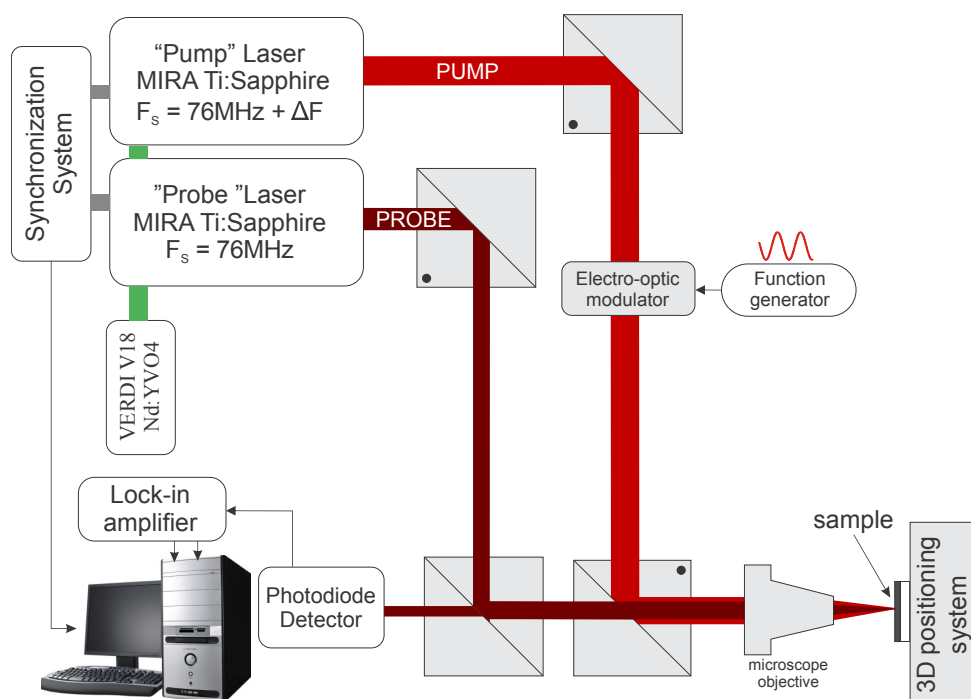 Synchronization
System
“Pump” Laser
MIRA Ti:Sapphire
Fs = 76MHz + ΔF
PUMP
”Probe ”Laser
MIRA Ti:Sapphire
Fs = 76MHz
PROBE
Electro-optic
modulator
Function
generator
VERDI V18
Nd:YVO4
Lock-in
amplifier
Photodiode
Detector
sample
microscope
objective
3D positioning
system